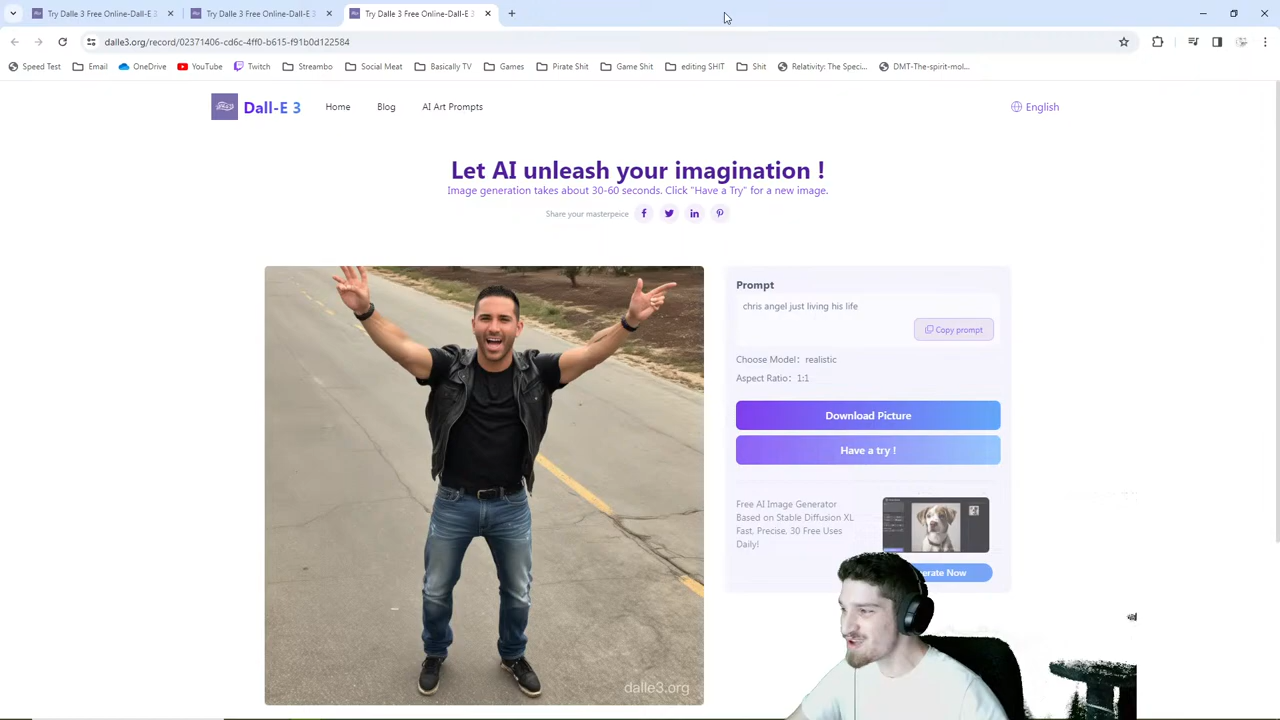 Try Dalle 3 Free Online-Dall-E 3
Try Dalle 3 Free Online-Dall-E 3
Try Dalle 3 Free Online-Dall-E 3
dalle3.org/record/02371406-cd6c-4ff0-b615-f91b0d122584
Speed Test
Email
OneDrive
YouTube
Twitch
Streambo
Social Meat
Basically TV
Games
Pirate Shit
Game Shit
editing SHIT
Shit
Relativity: The Speci...
DMT-The-spirit-mol...
Dall-E 3
Home
Blog
AI Art Prompts
English
Let AI unleash your imagination !
Image generation takes about 30-60 seconds. Click "Have a Try" for a new image.
Share your masterpeice
Prompt
chris angel just living his life
Copy prompt
Choose Model: realistic
Aspect Ratio: 1:1
Download Picture
Have a try !
Free AI Image Generator
Based on Stable Diffusion XL
Fast, Precise, 30 Free Uses
Daily!
Now
dalle3.org